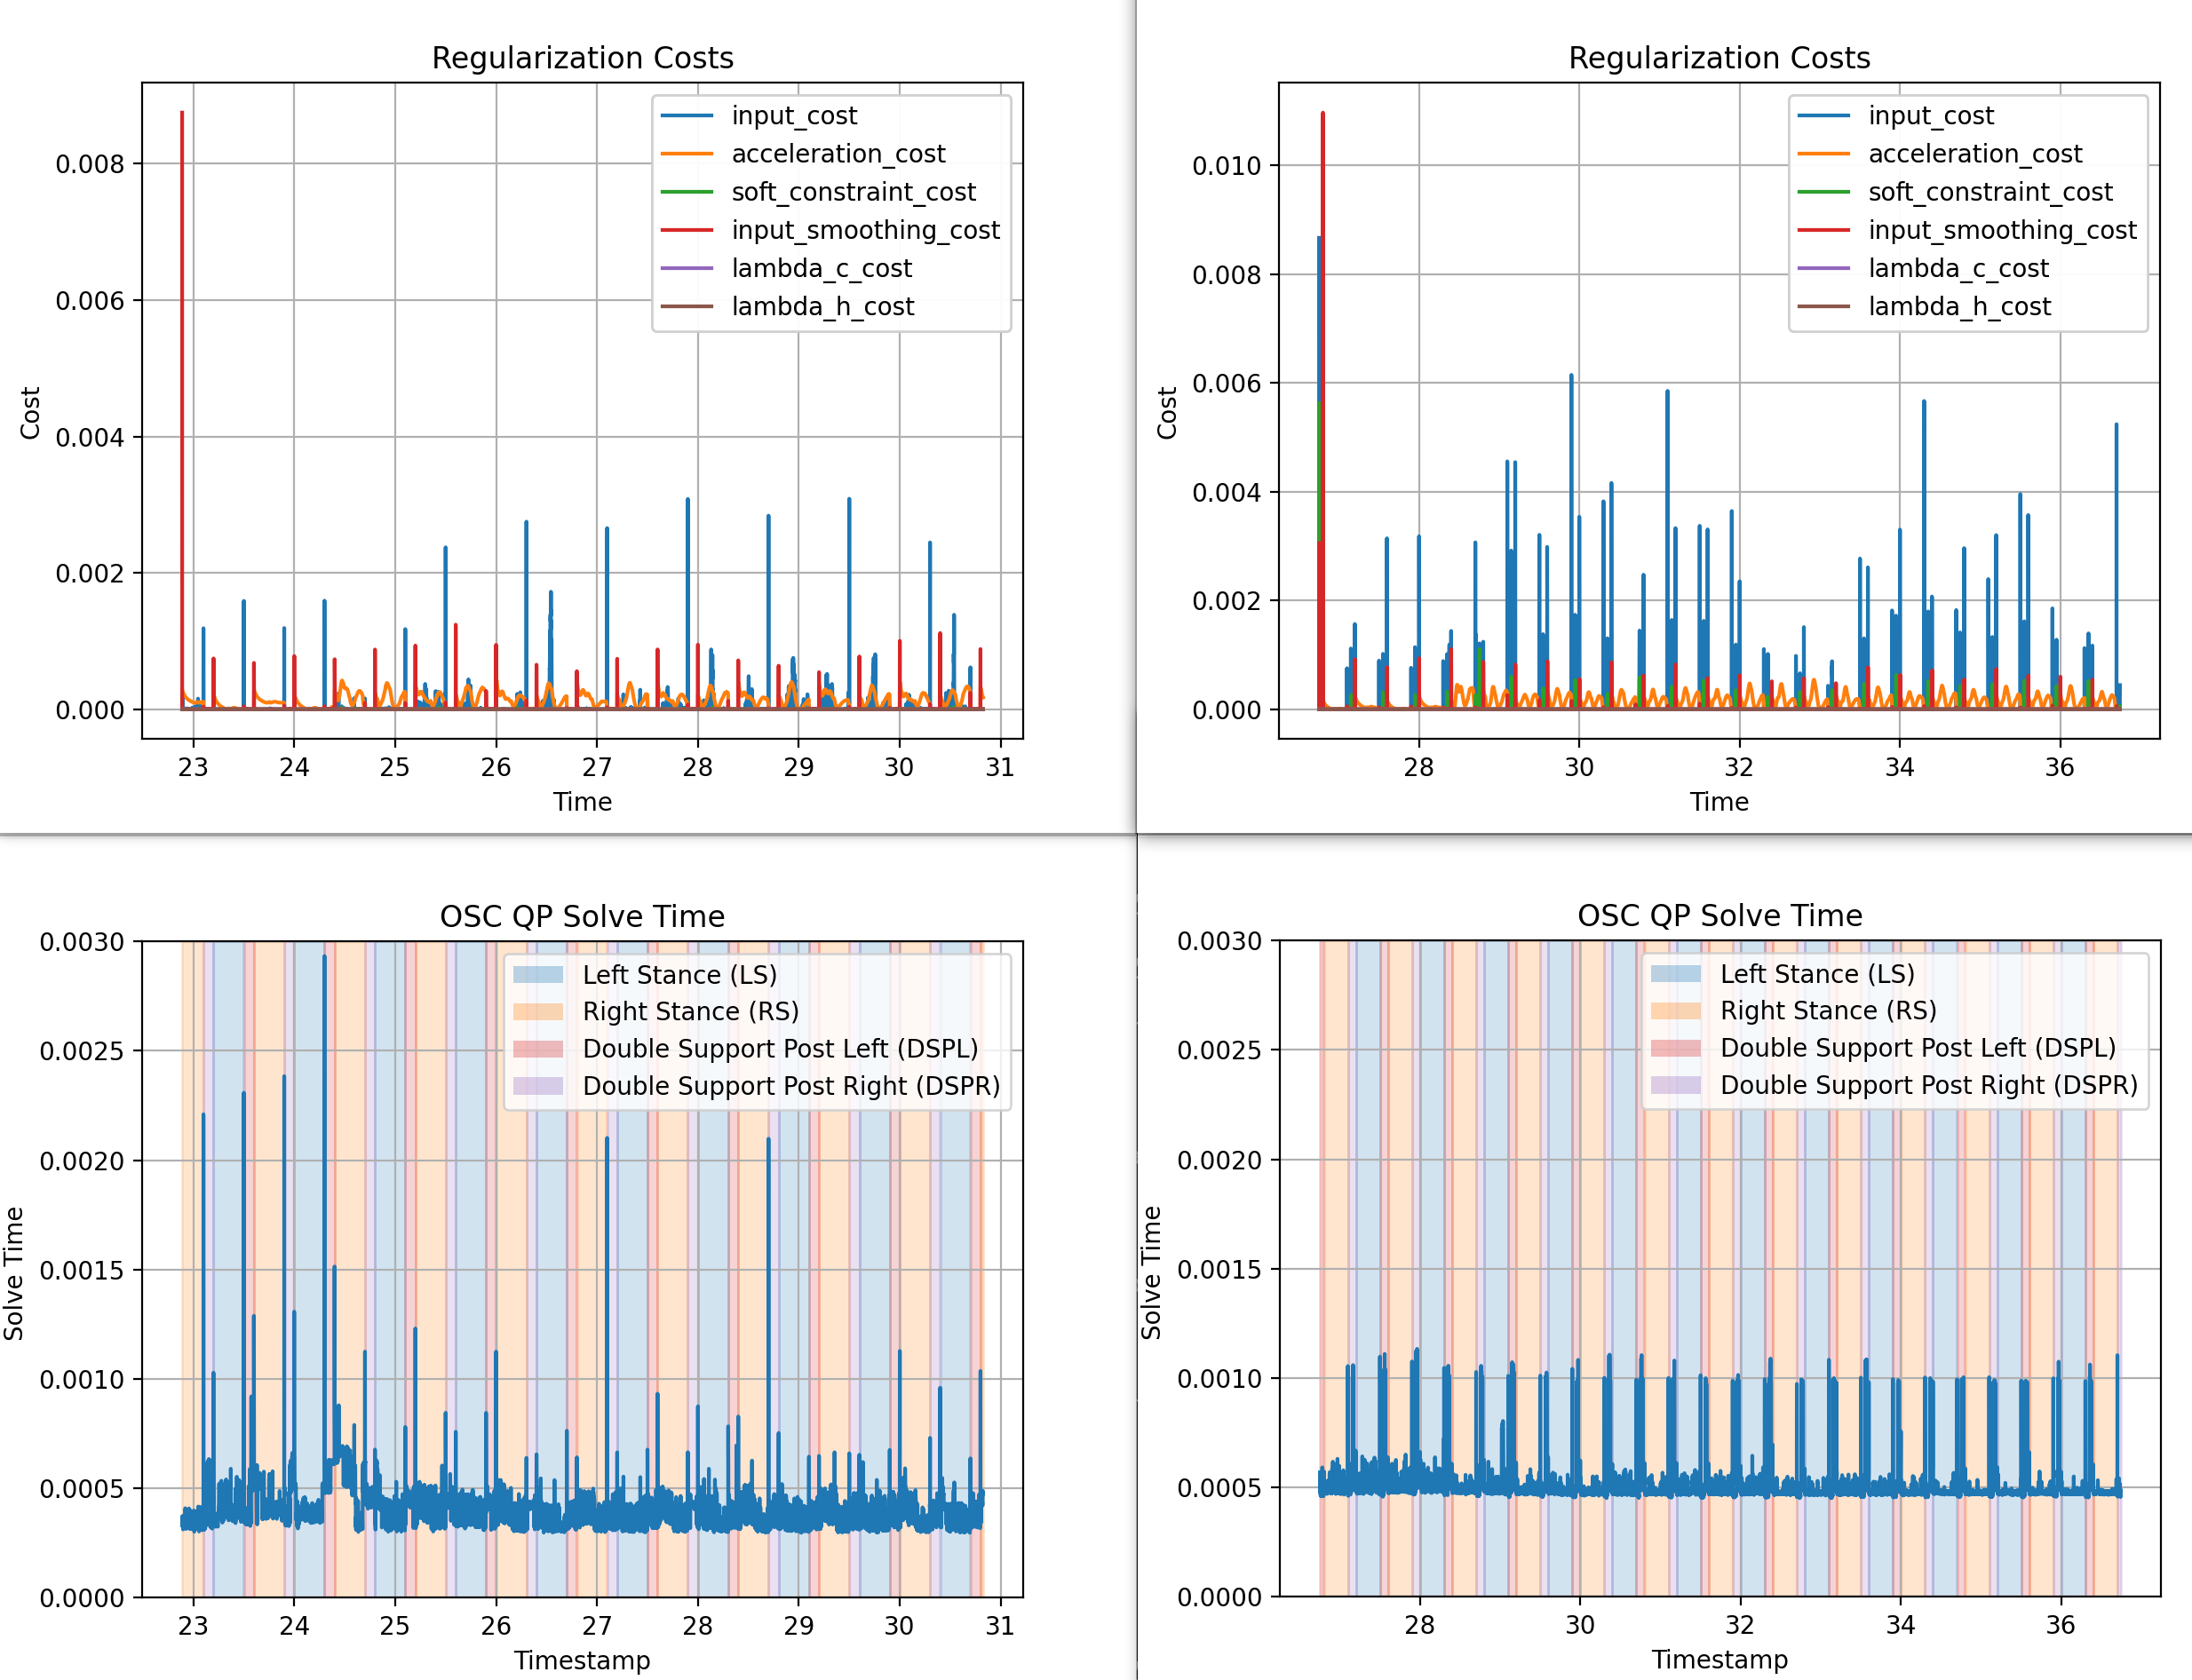 Regularization Costs
Cost
0.008
0.006
0.004
0.002
0.000
input_cost
acceleration_cost
soft_constraint_cost
input_smoothing_cost
lambda_c_cost
lambda_h_cost
23 24 25 26 27 28 29 30 31
Time
Regularization Costs
Cost
0.010
0.008
0.006
0.004
0.002
0.000
input_cost
acceleration_cost
soft_constraint_cost
input_smoothing_cost
lambda_c_cost
lambda_h_cost
28 30 32 34 36
Time
OSC QP Solve Time
Solve Time
0.0030
0.0025
0.0020
0.0015
0.0010
0.0005
0.0000
Left Stance (LS)
Right Stance (RS)
Double Support Post Left (DSPL)
Double Support Post Right (DSPR)
23 24 25 26 27 28 29 30 31
Timestamp
OSC QP Solve Time
Solve Time
0.0030
0.0025
0.0020
0.0015
0.0010
0.0005
0.0000
Left Stance (LS)
Right Stance (RS)
Double Support Post Left (DSPL)
Double Support Post Right (DSPR)
28 30 32 34 36
Timestamp